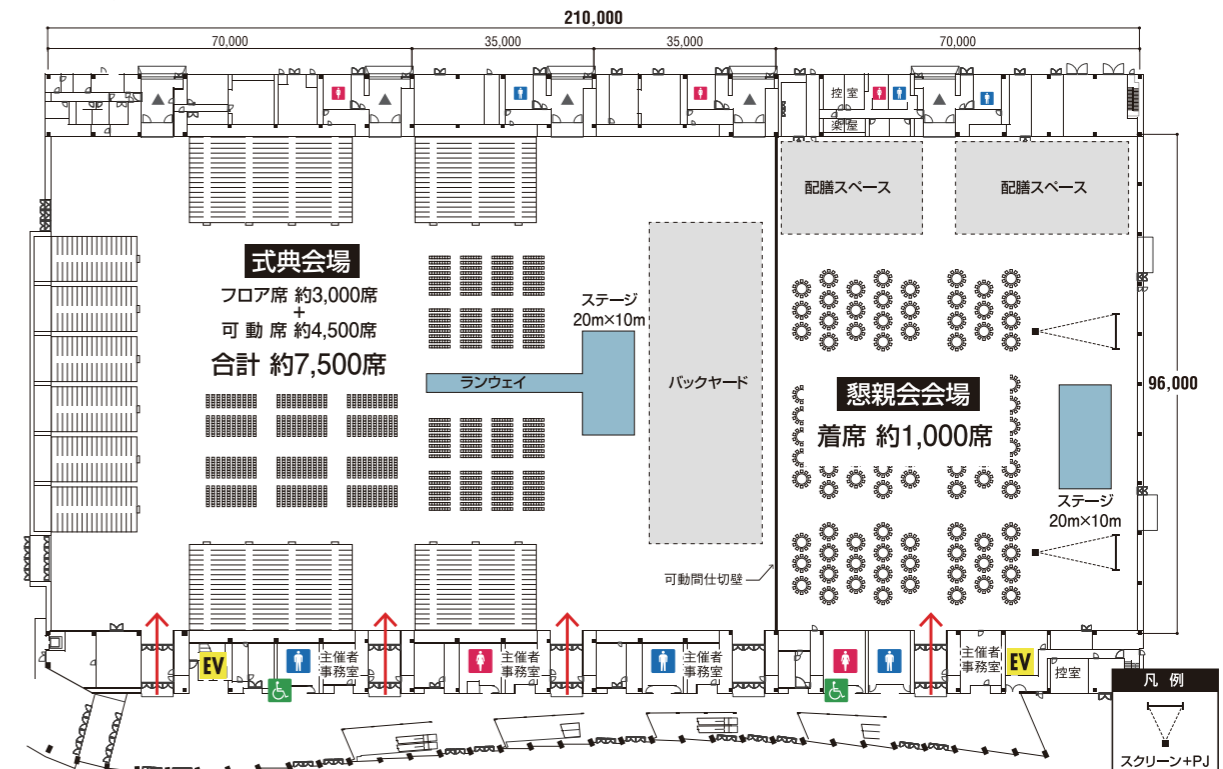 210,000
70,000
35,000
35,000
70,000
控室
楽屋
配膳スペース
配膳スペース
式典会場
フロア席 約3,000席
+
可動席 約4,500席
合計 約7,500席
ステージ
20m×10m
ランウェイ
バックヤード
懇親会会場
着席 約1,000席
96,000
ステージ
20m×10m
可動間仕切壁
EV
主催者
事務室
主催者
事務室
主催者
事務室
主催者
事務室
EV
控室
凡例
スクリーン+PJ